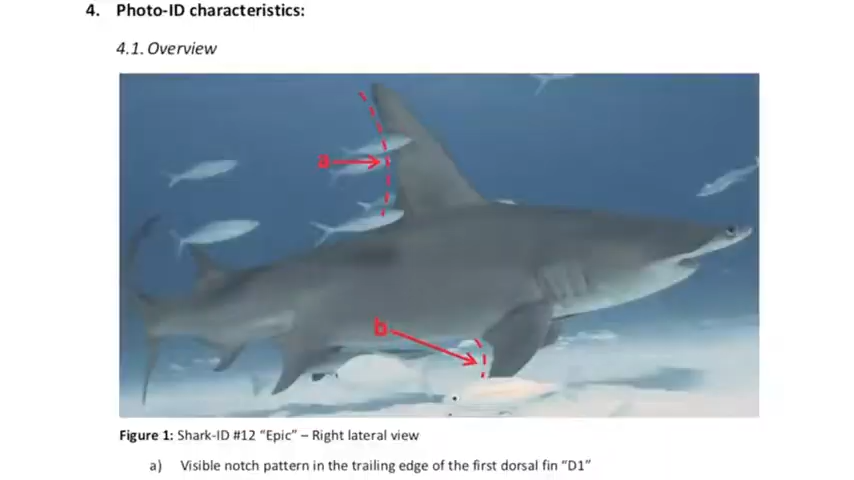 4. Photo-ID characteristics:
4.1. Overview
a
b
Figure 1: Shark-ID #12 “Epic” – Right lateral view
a) Visible notch pattern in the trailing edge of the first dorsal fin “D1”